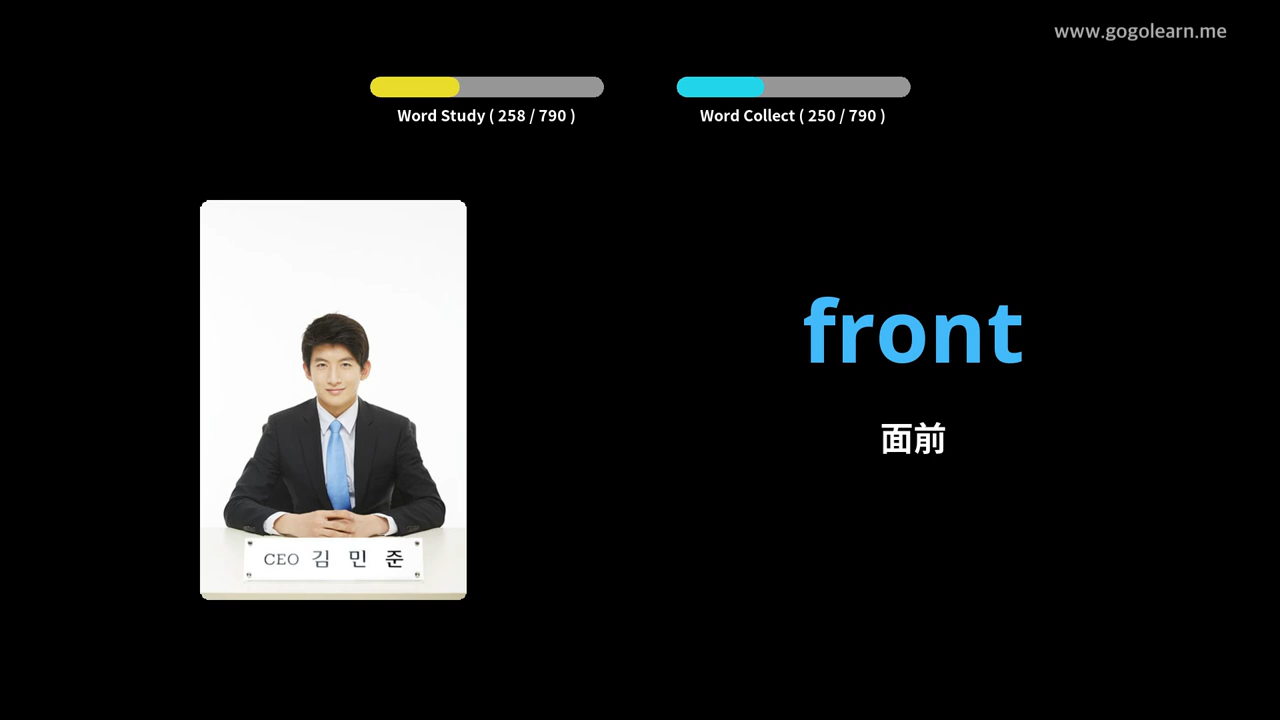 www.gogolearn.me
Word Study ( 258 / 790 )
Word Collect ( 250 / 790 )
front
面前
CEO 김 민 준